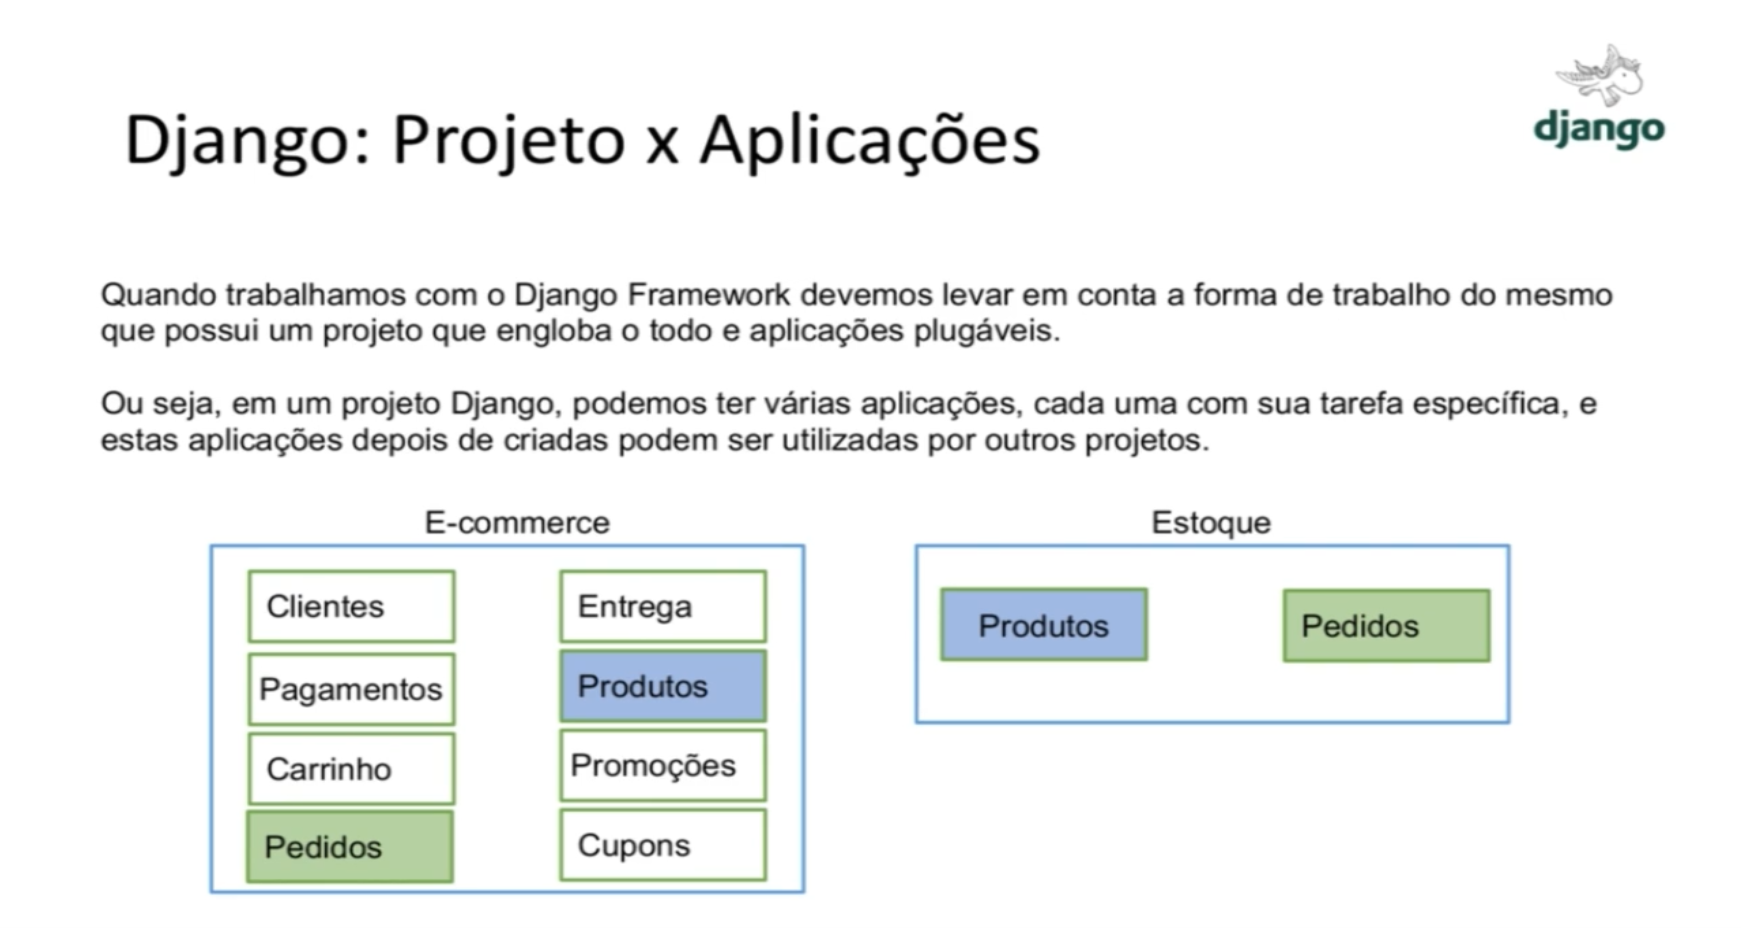 Django: Projeto x Aplicações
django
Quando trabalhamos com o Django Framework devemos levar em conta a forma de trabalho do mesmo
que possui um projeto que engloba o todo e aplicações plugáveis.
Ou seja, em um projeto Django, podemos ter várias aplicações, cada uma com sua tarefa específica, e
estas aplicações depois de criadas podem ser utilizadas por outros projetos.
E-commerce
Clientes
Pagamentos
Carrinho
Pedidos
Entrega
Produtos
Promoções
Cupons
Estoque
Produtos
Pedidos